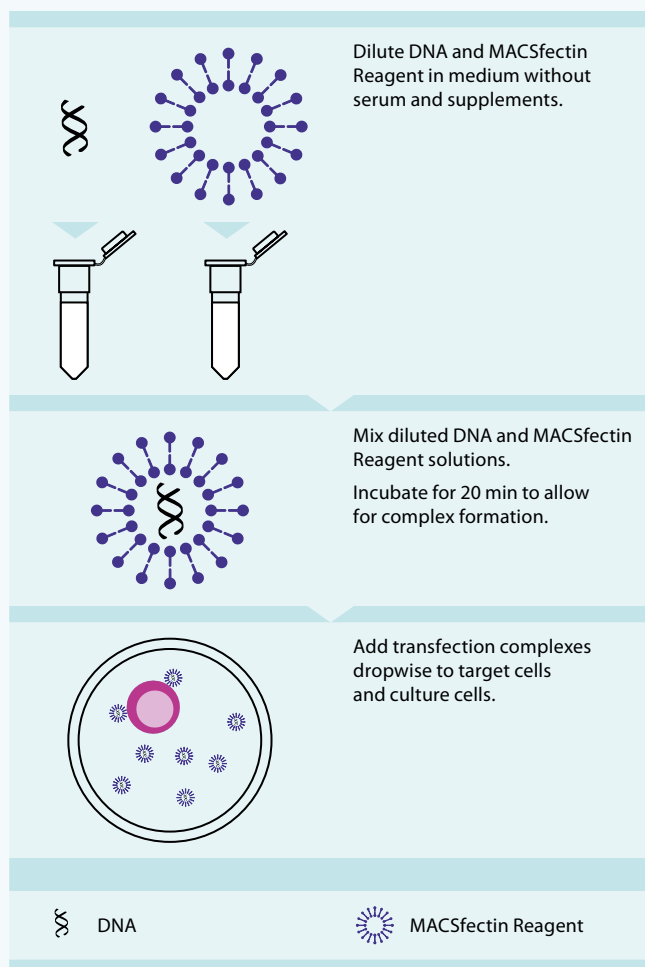 Dilute DNA and MACSfectin
Reagent in medium without
serum and supplements.
Mix diluted DNA and MACSfectin
Reagent solutions.
Incubate for 20 min to allow
for complex formation.
Add transfection complexes
dropwise to target cells
and culture cells.
DNA
MACSfectin Reagent